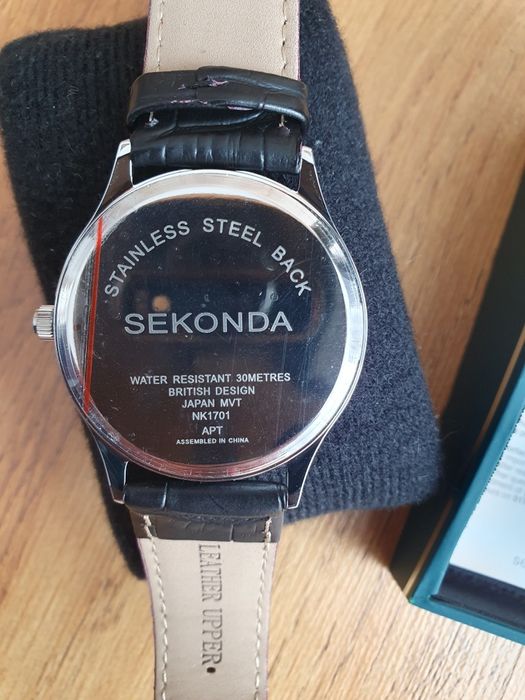 STAINLESS STEEL BACK
SEKONDA
WATER RESISTANT 30METRES
BRITISH DESIGN
JAPAN MVT
NK1701
APT
ASSEMBLED IN CHINA
LEATHER UPPER